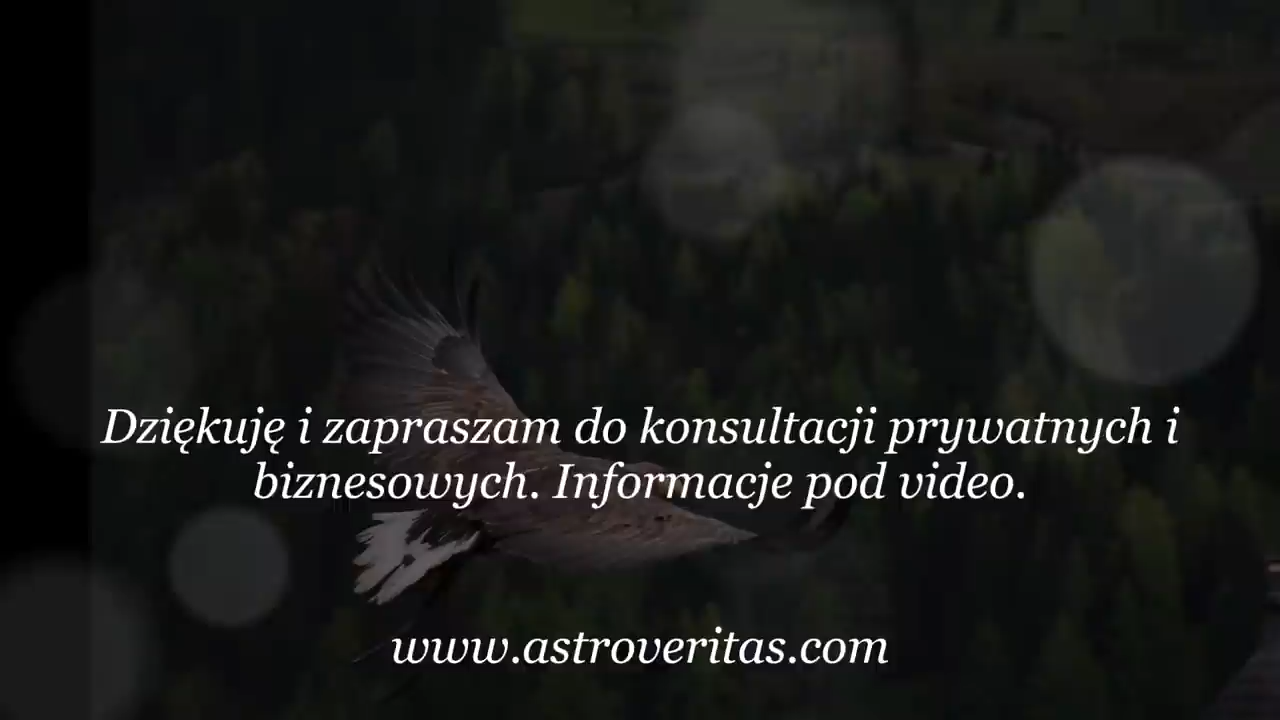 Dziękuję i zapraszam do konsultacji prywatnych i
biznesowych. Informacje pod video.
www.astroveritas.com